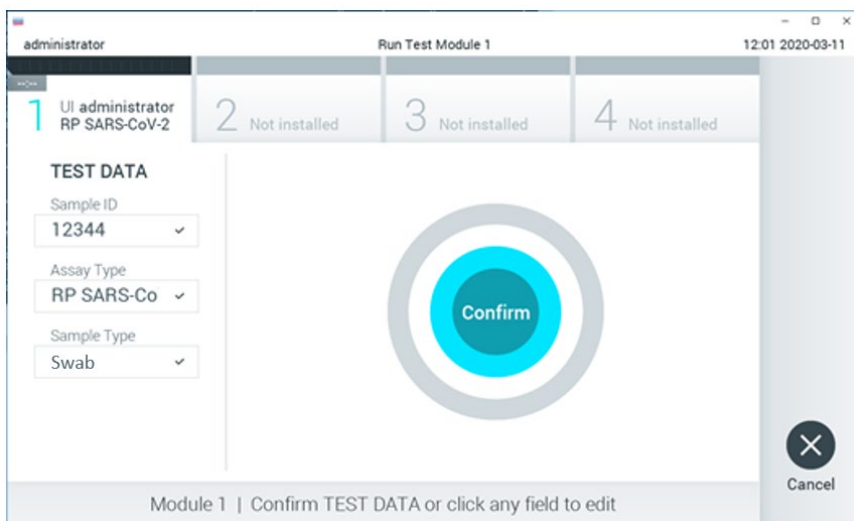 administrator Run Test Module 1 12:01 2020-03-11
--:--
1 UI administrator
RP SARS-CoV-2
2 Not installed
3 Not installed
4 Not installed
TEST DATA
Sample ID
12344
Assay Type
RP SARS-Co
Sample Type
Swab
Confirm
Cancel
Module 1 | Confirm TEST DATA or click any field to edit